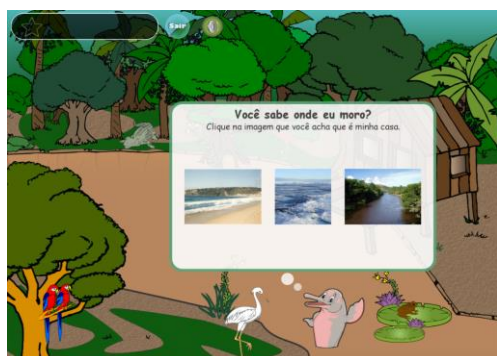 Sair
Você sabe onde eu moro?
Clique na imagem que você acha que é minha casa.